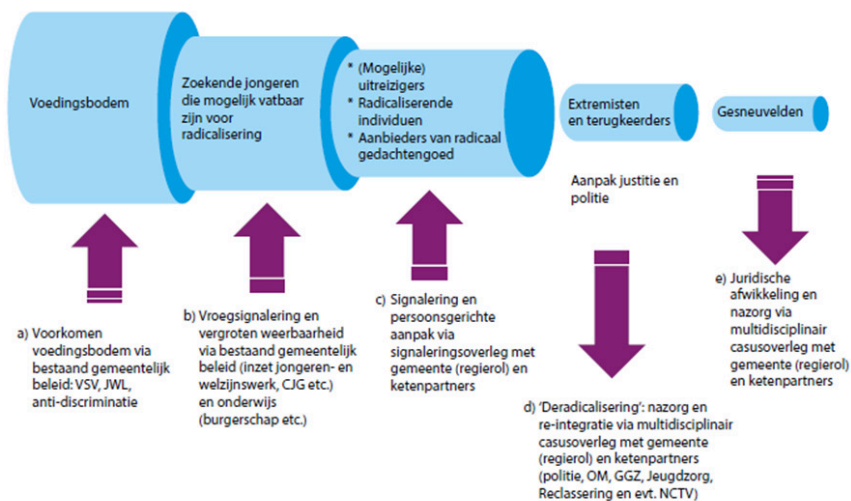 Voedingsbodem
Zoekende jongeren
die mogelijk vatbaar
zijn voor
radicalisering
* (Mogelijke)
uitreizigers
* Radicaliserende
individuen
* Aanbieders van radicaal
gedachtengoed
Extremisten
en terugkeerders
Gesneuvelden
Aanpak justitie en
politie
a) Voorkomen
voedingsbodem via
bestaand gemeentelijk
beleid: VSV, JWL,
anti-discriminatie
b) Vroegsignalering en
vergroten weerbaarheid
via bestaand gemeentelijk
beleid (inzet jongeren- en
welzijnswerk, CJG etc.)
en onderwijs
(burgerschap etc.)
c) Signalering en
persoonsgerichte
aanpak via
signaleringsoverleg met
gemeente (regierol) en
ketenpartners
d) ‘Deradicalisering’: nazorg en
re-integratie via multidisciplinair
casusoverleg met gemeente
(regierol) en ketenpartners
(politie, OM, GGZ, Jeugdzorg,
Reclassering en evt. NCTV)
e) Juridische
afwikkeling en
nazorg via
multidisciplinair
casusoverleg met
gemeente (regierol)
en ketenpartners